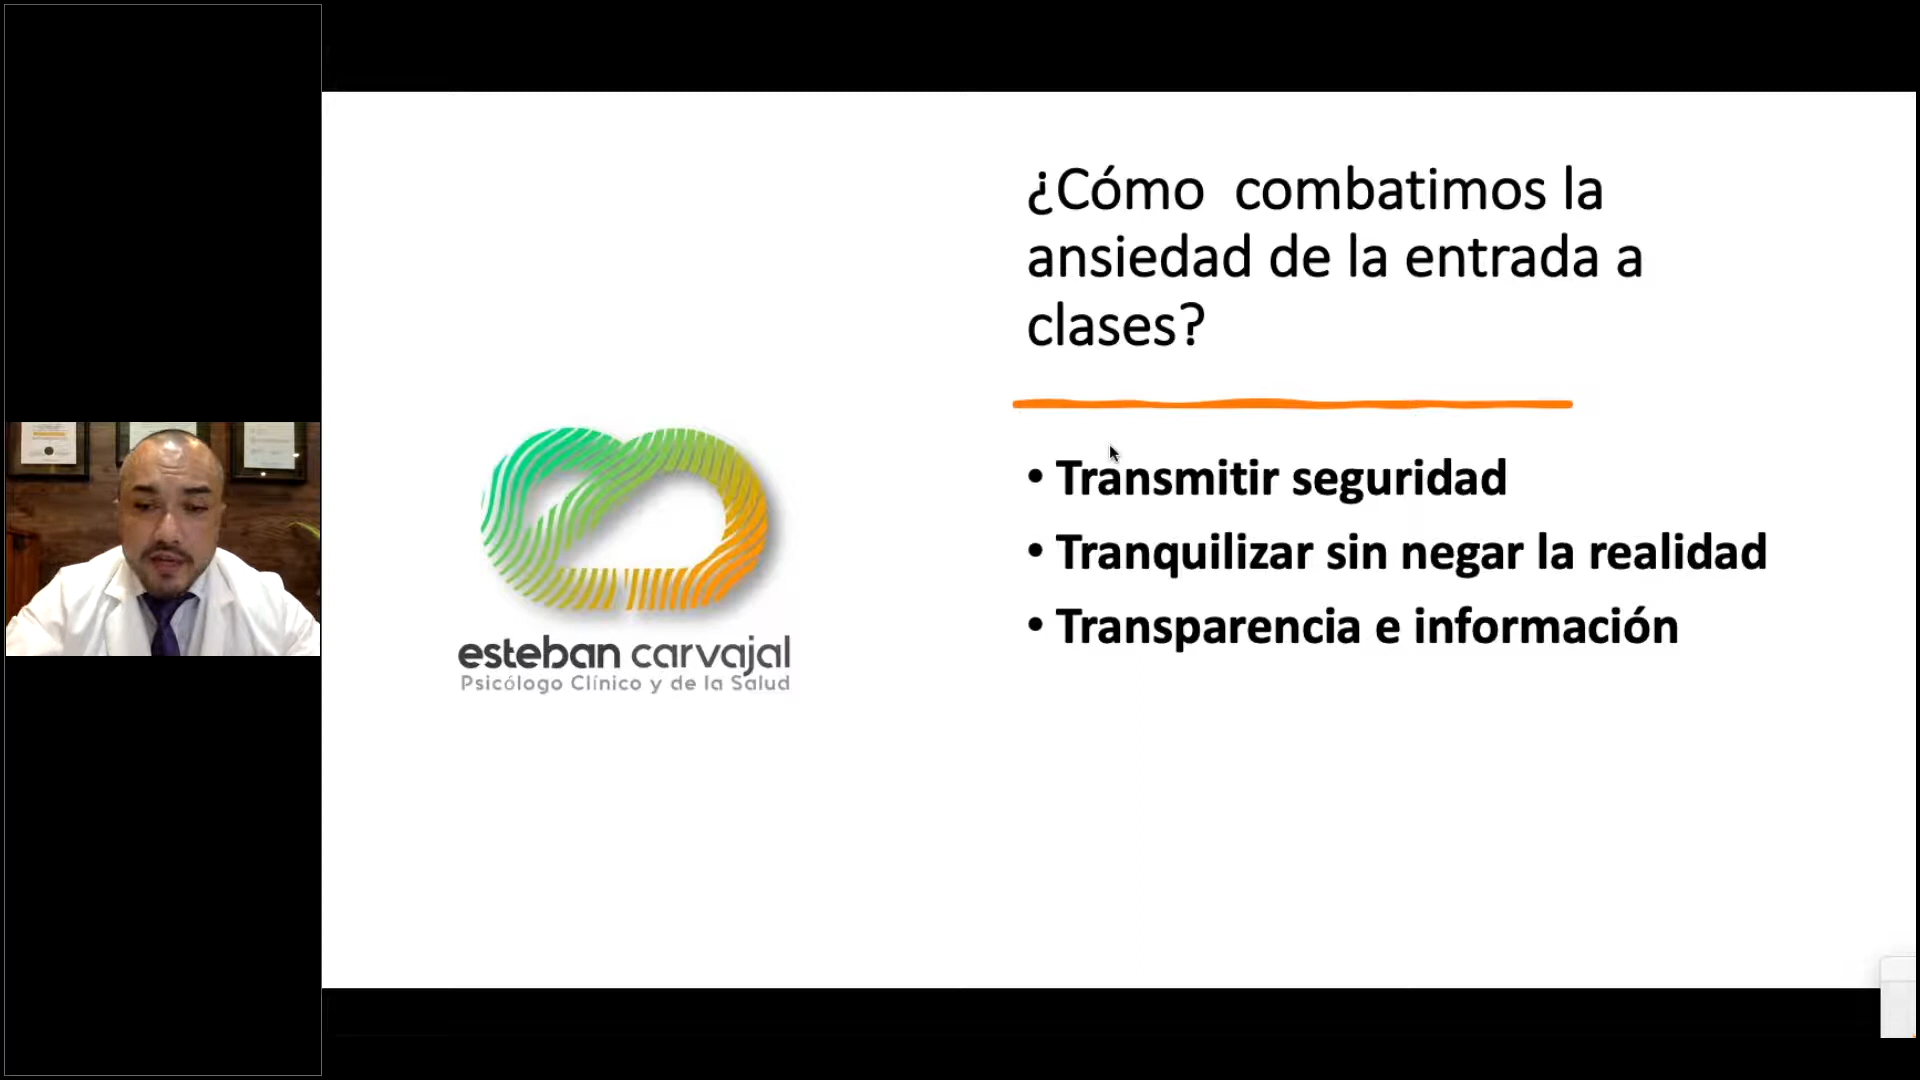 ¿Cómo  combatimos la
ansiedad de la entrada a
clases?
• Transmitir seguridad
• Tranquilizar sin negar la realidad
• Transparencia e información
esteban carvajal
Psicólogo Clínico y de la Salud